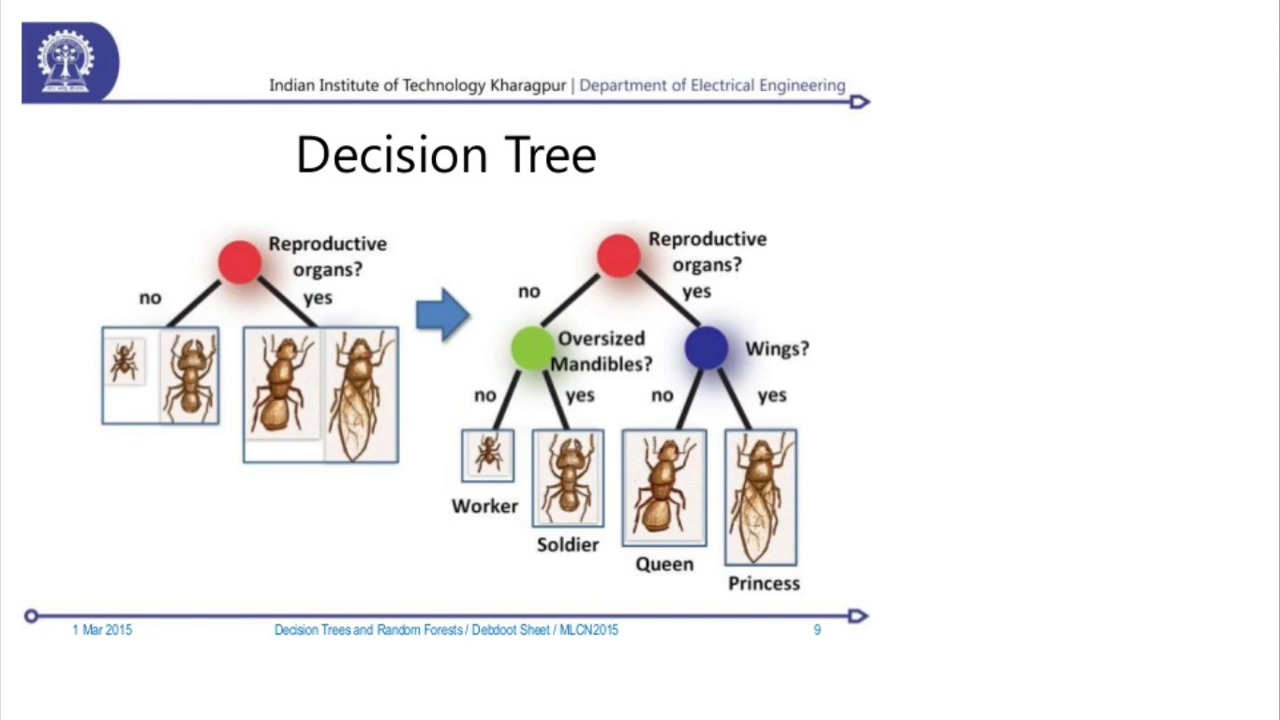 Indian Institute of Technology Kharagpur | Department of Electrical Engineering
Decision Tree
Reproductive
organs?
no
yes
Reproductive
organs?
no
yes
Oversized
Mandibles?
Wings?
no
yes
no
yes
Worker
Soldier
Queen
Princess
1 Mar 2015
Decision Trees and Random Forests / Debdoot Sheet / MLCN2015
9